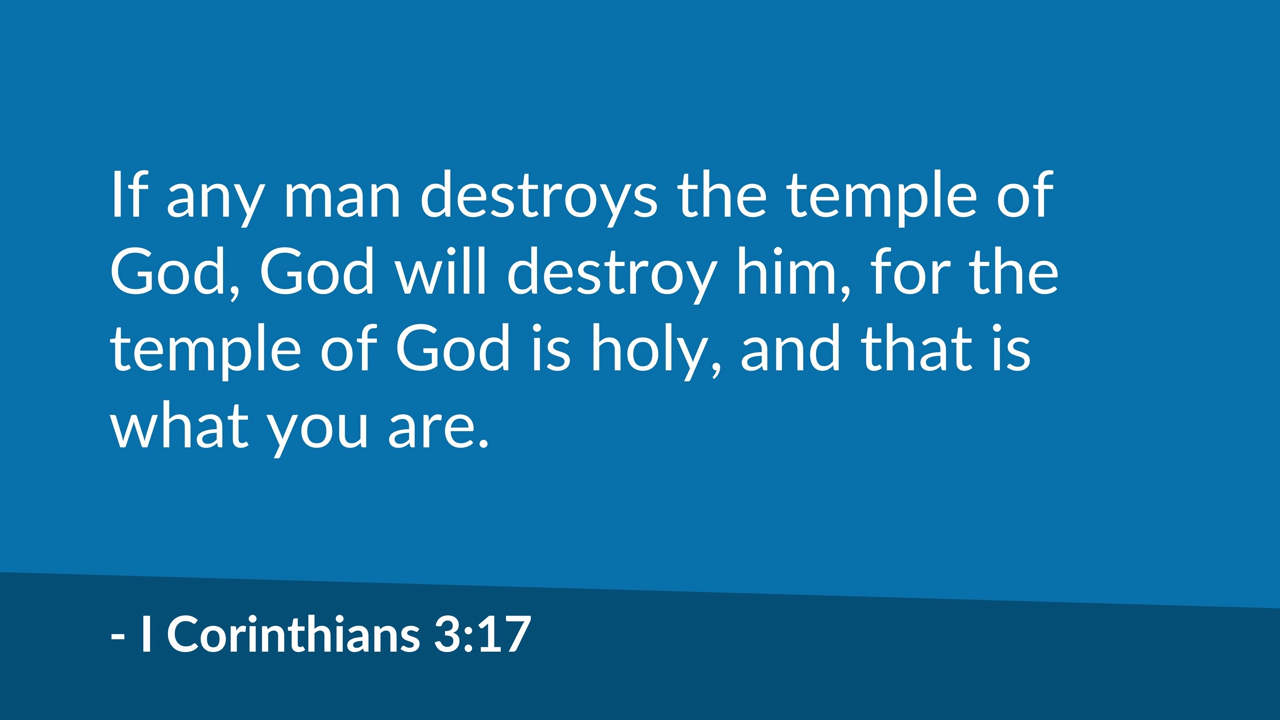 If any man destroys the temple of
God, God will destroy him, for the
temple of God is holy, and that is
what you are.
- I Corinthians 3:17